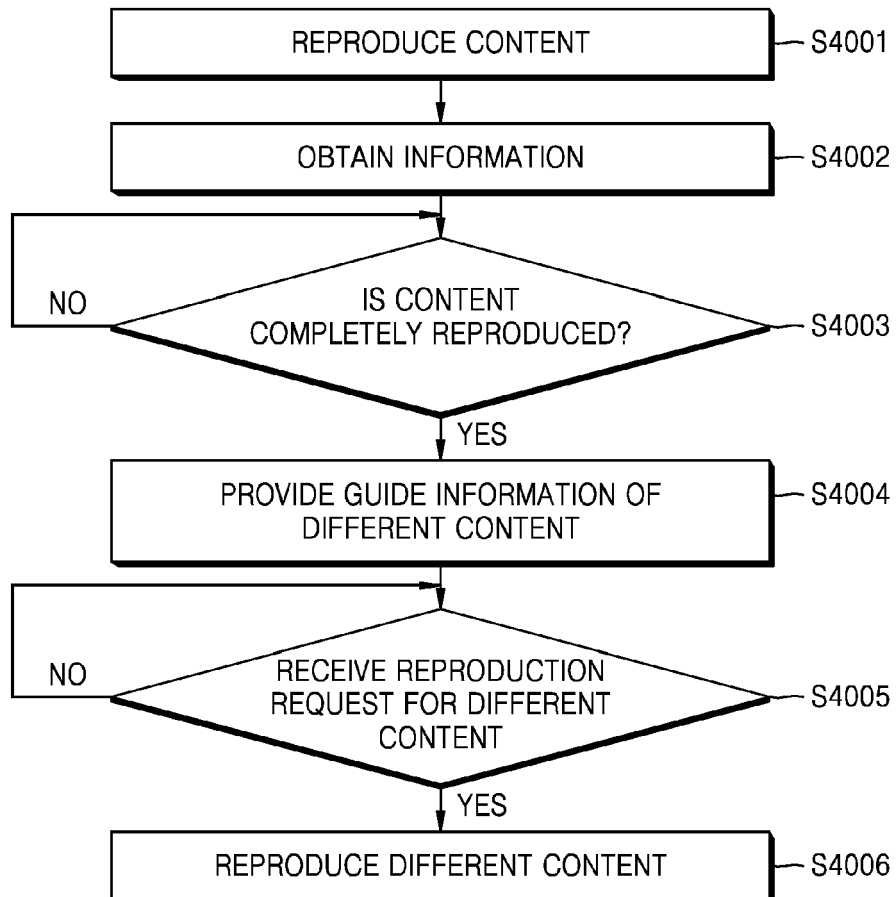 REPRODUCE CONTENT
S4001
OBTAIN INFORMATION
S4002
IS CONTENT
COMPLETELY REPRODUCED?
NO
S4003
YES
PROVIDE GUIDE INFORMATION OF
DIFFERENT CONTENT
S4004
RECEIVE REPRODUCTION
REQUEST FOR DIFFERENT
CONTENT
NO
S4005
YES
REPRODUCE DIFFERENT CONTENT
S4006